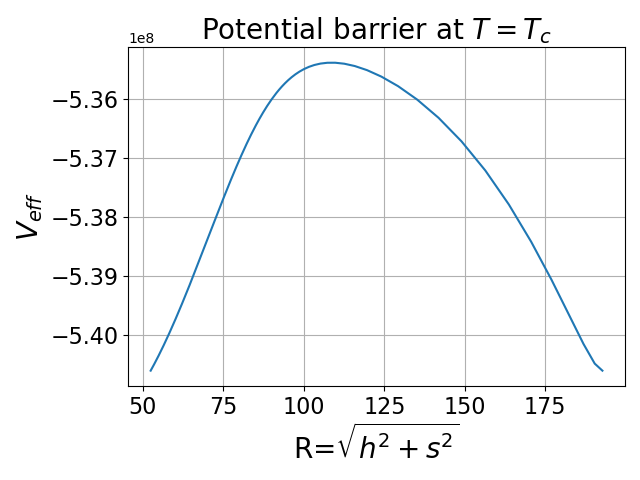 Potential barrier at T = T_c
1e8
−5.36
−5.37
−5.38
−5.39
−5.40
V_eff
50 75 100 125 150 175
R=√h² + s²